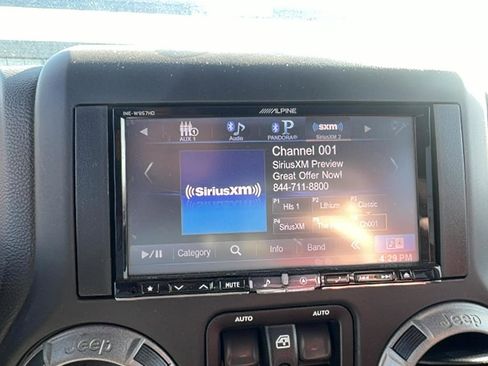 INE-W957HD
ALPINE
AUX 1
Audio
PANDORA
sxm
SiriusXM 2
Channel 001
SiriusXM Preview
Great Offer Now!
844-711-8800
((SiriusXM))
P1 Hits 1
P2 Lithium
P3 Classic
P4 SiriusXM
Ch001
Category
Info
Band
4:29 PM
MUTE
AUTO
AUTO
Jeep
Jeep